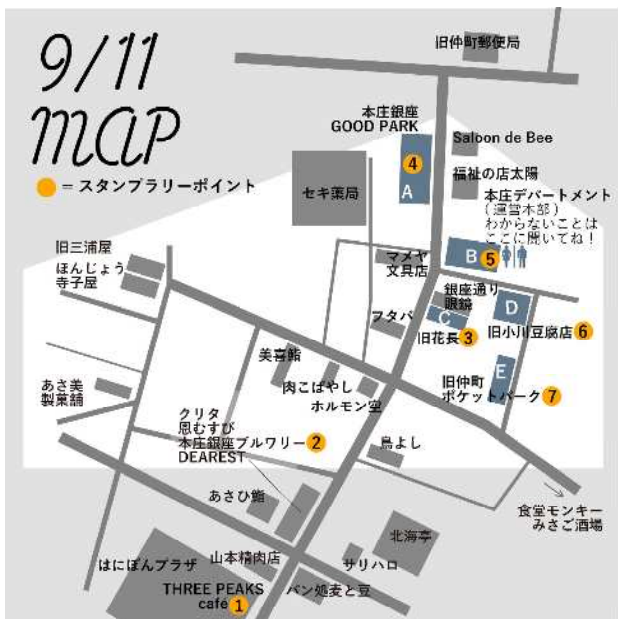 9/11
MAP
= スタンプラリーポイント
旧仲町郵便局
本庄銀座
GOOD PARK
4
A
Saloon de Bee
福祉の店太陽
本庄デパートメント
(運営本部)
わからないことは
ここに聞いてね!
セキ薬局
B 5
マメヤ
文具店
旧三浦屋
ほんじょう
寺子屋
銀座通り
眼鏡
C
D
フタバ
旧花長 3
旧小川豆腐店 6
E
美喜鮨
肉こばやし
ホルモン空
旧仲町
ポケットパーク 7
あさ美
製菓舗
クリタ
恩むすび
本庄銀座ブルワリー 2
DEAREST
鳥よし
食堂モンキー
みさご酒場
あさひ鮨
北海亭
山本精肉店
サリハロ
はにぽんプラザ
THREE PEAKS
café 1
パン処麦と豆